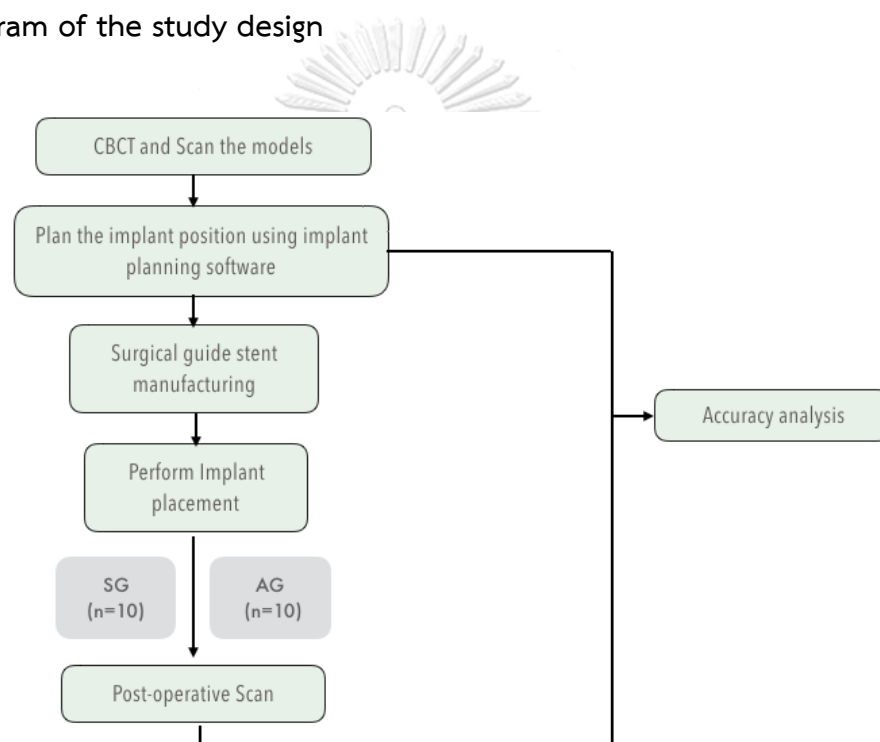 ram of the study design
CBCT and Scan the models
Plan the implant position using implant
planning software
Surgical guide stent
manufacturing
Accuracy analysis
Perform Implant
placement
SG
(n=10)
AG
(n=10)
Post-operative Scan